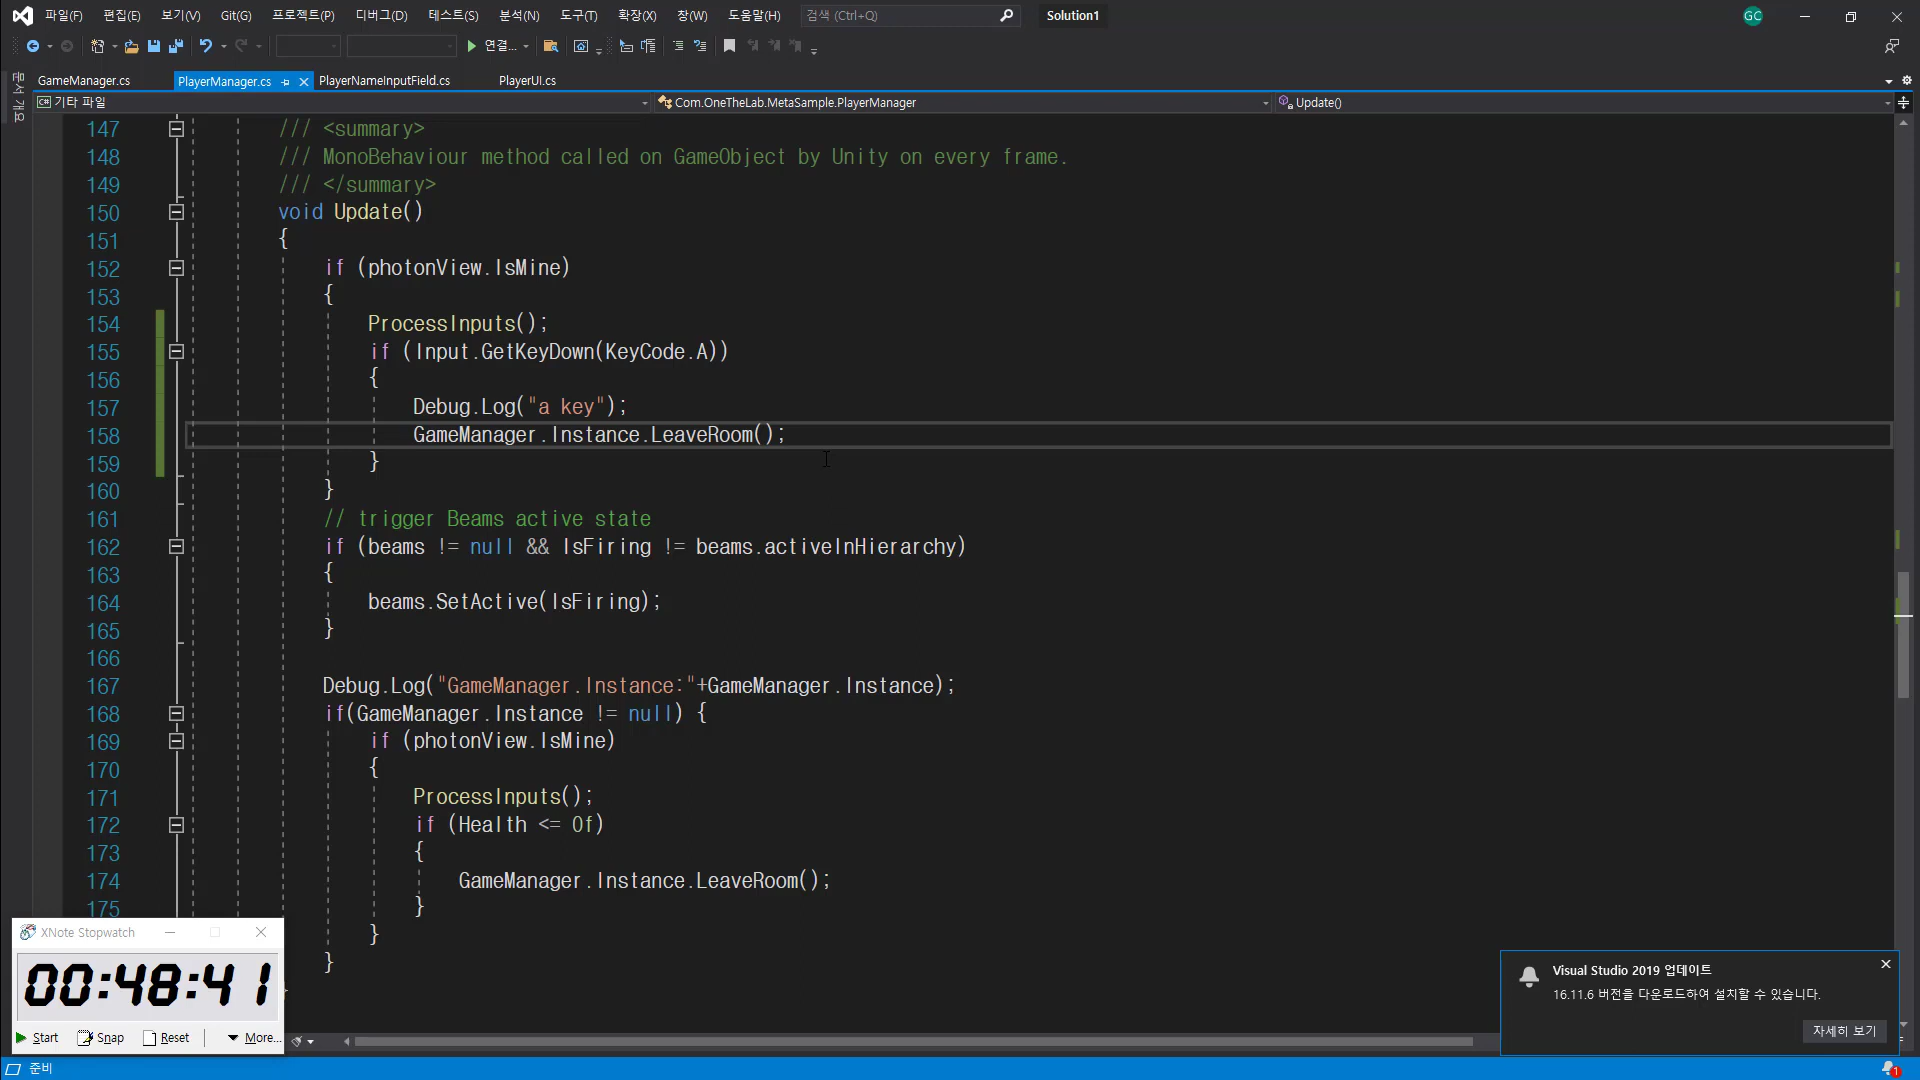 파일(F) 편집(E) 보기(V) Git(G) 프로젝트(P) 디버그(D) 테스트(S) 분석(N) 도구(T) 확장(X) 창(W) 도움말(H) 검색 (Ctrl+Q) Solution1 GC
연결...
문서 개요
GameManager.cs PlayerManager.cs PlayerNameInputField.cs PlayerUI.cs
C# 기타 파일 Com.OneTheLab.MetaSample.PlayerManager Update()
147 /// <summary>
148 /// MonoBehaviour method called on GameObject by Unity on every frame.
149 /// </summary>
150 void Update()
151 {
152 if (photonView.IsMine)
153 {
154 ProcessInputs();
155 if (Input.GetKeyDown(KeyCode.A))
156 {
157 Debug.Log("a key");
158 GameManager.Instance.LeaveRoom();
159 }
160 }
161 // trigger Beams active state
162 if (beams != null && IsFiring != beams.activeInHierarchy)
163 {
164 beams.SetActive(IsFiring);
165 }
166
167 Debug.Log("GameManager.Instance:"+GameManager.Instance);
168 if(GameManager.Instance != null) {
169 if (photonView.IsMine)
170 {
171 ProcessInputs();
172 if (Health <= 0f)
173 {
174 GameManager.Instance.LeaveRoom();
175 }
}
}
XNote Stopwatch
00:48:41
Start Snap Reset More...
Visual Studio 2019 업데이트
16.11.6 버전을 다운로드하여 설치할 수 있습니다.
자세히 보기
준비 1